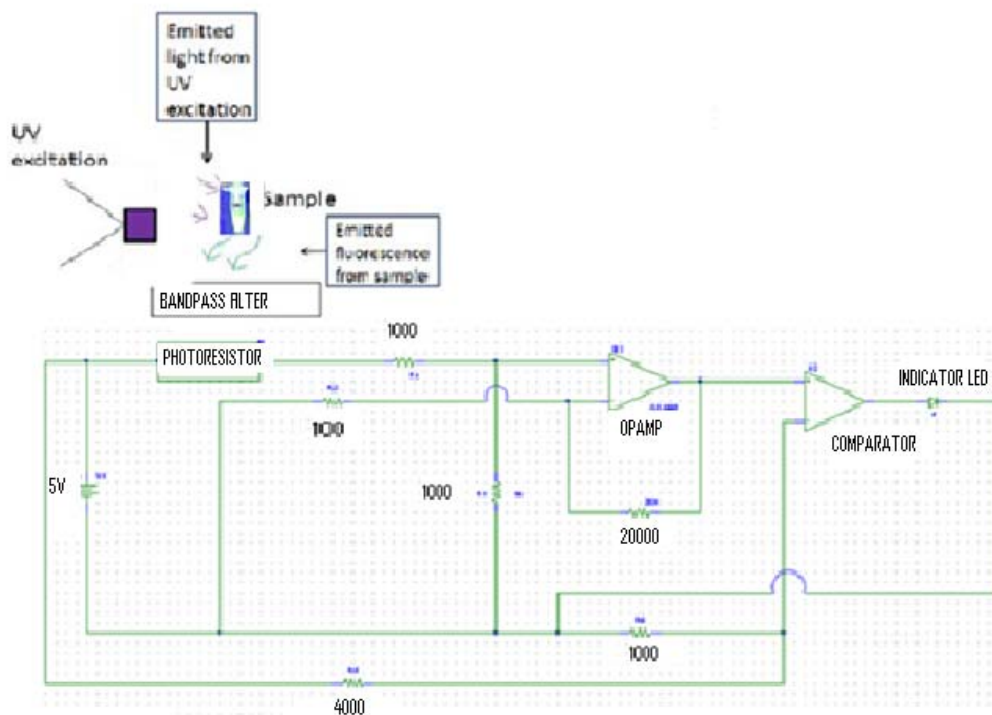 Emitted
light from
UV
excitation
UV
excitation
Sample
Emitted
fluorescence
from sample
BANDPASS FILTER
1000
PHOTORESISTOR
INDICATOR LED
OPAMP
COMPARATOR
5V
1000
20000
1000
4000